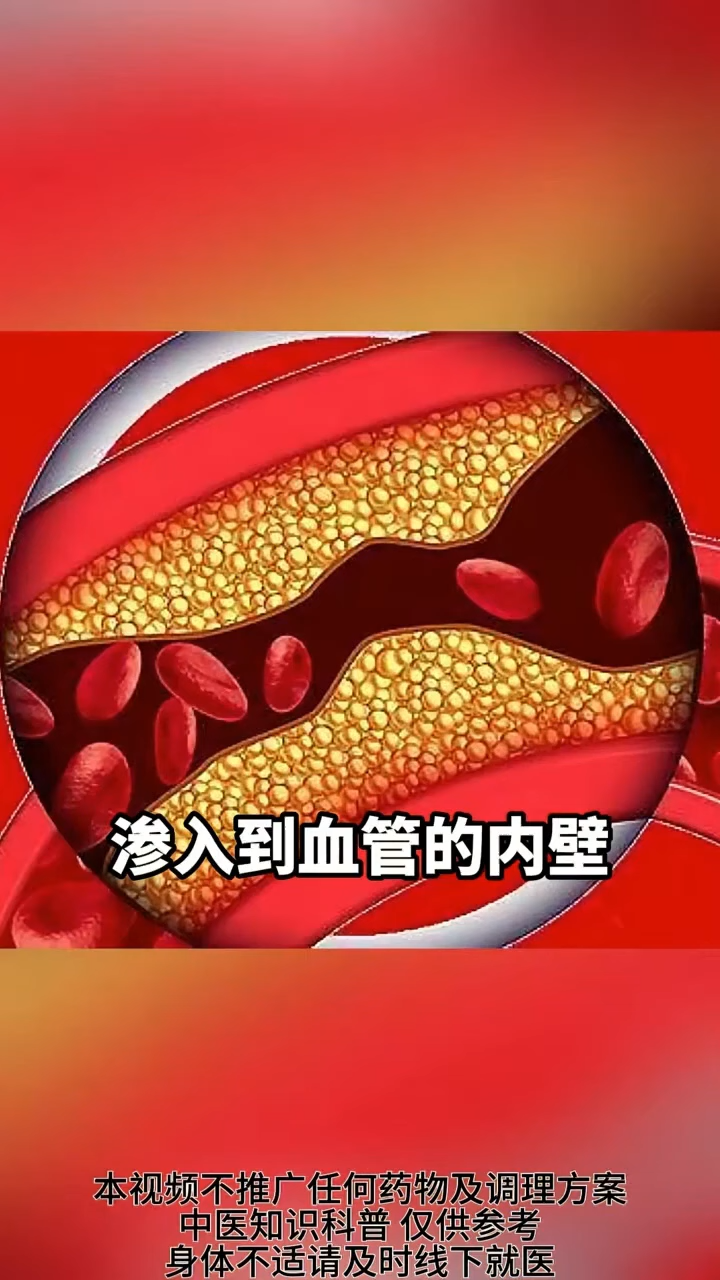 渗入到血管的内壁
本视频不推广任何药物及调理方案
中医知识科普 仅供参考
身体不适请及时线下就医